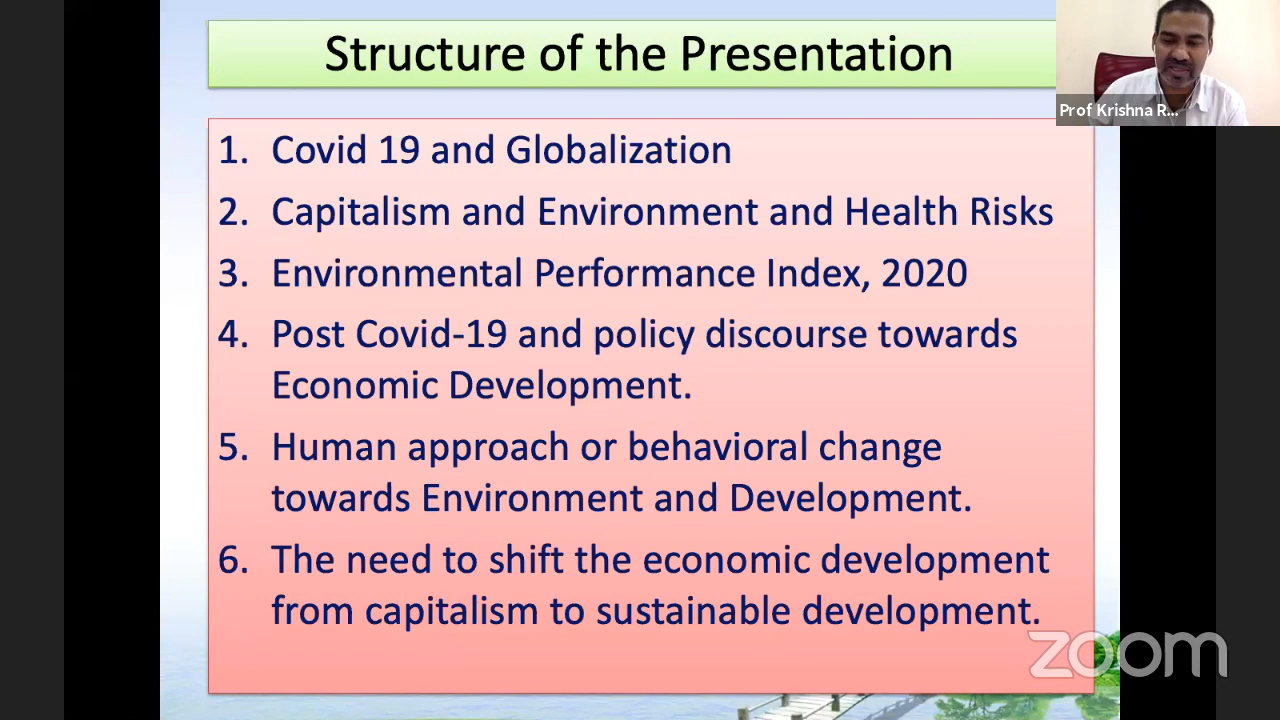 Structure of the Presentation
Prof Krishna R...
1. Covid 19 and Globalization
2. Capitalism and Environment and Health Risks
3. Environmental Performance Index, 2020
4. Post Covid-19 and policy discourse towards
Economic Development.
5. Human approach or behavioral change
towards Environment and Development.
6. The need to shift the economic development
from capitalism to sustainable development.
zoom